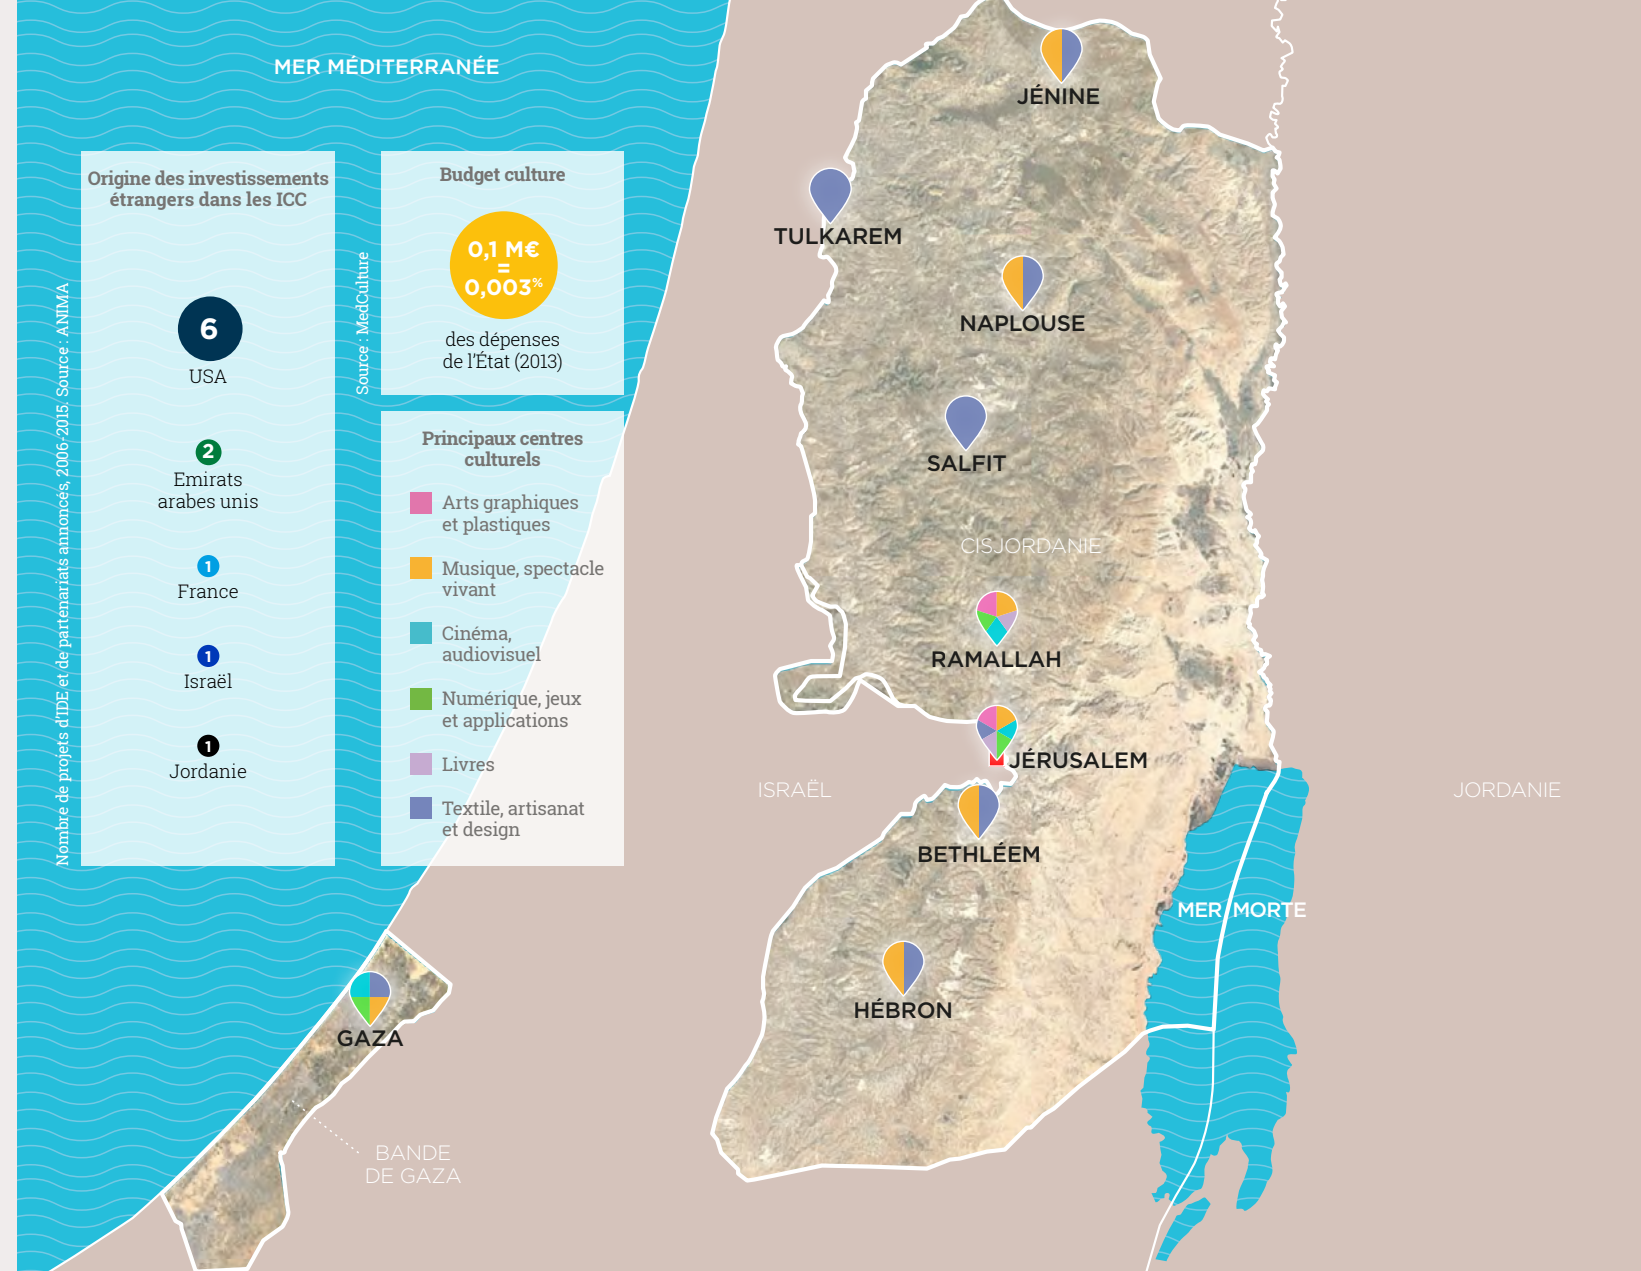 MER MÉDITERRANÉE
Origine des investissements
étrangers dans les ICC
6
USA
2
Emirats
arabes unis
1
France
1
Israël
1
Jordanie
Nombre de projets d'IDE et de partenariats annoncés, 2006-2015. Source : ANIMA
Budget culture
0,1 M€
=
0,003%
des dépenses
de l'État (2013)
Source : MedCulture
Principaux centres
culturels
Arts graphiques
et plastiques
Musique, spectacle
vivant
Cinéma,
audiovisuel
Numérique, jeux
et applications
Livres
Textile, artisanat
et design
JÉNINE
TULKAREM
NAPLOUSE
SALFIT
CISJORDANIE
RAMALLAH
JÉRUSALEM
ISRAËL
JORDANIE
BETHLÉEM
MER MORTE
HÉBRON
GAZA
BANDE
DE GAZA